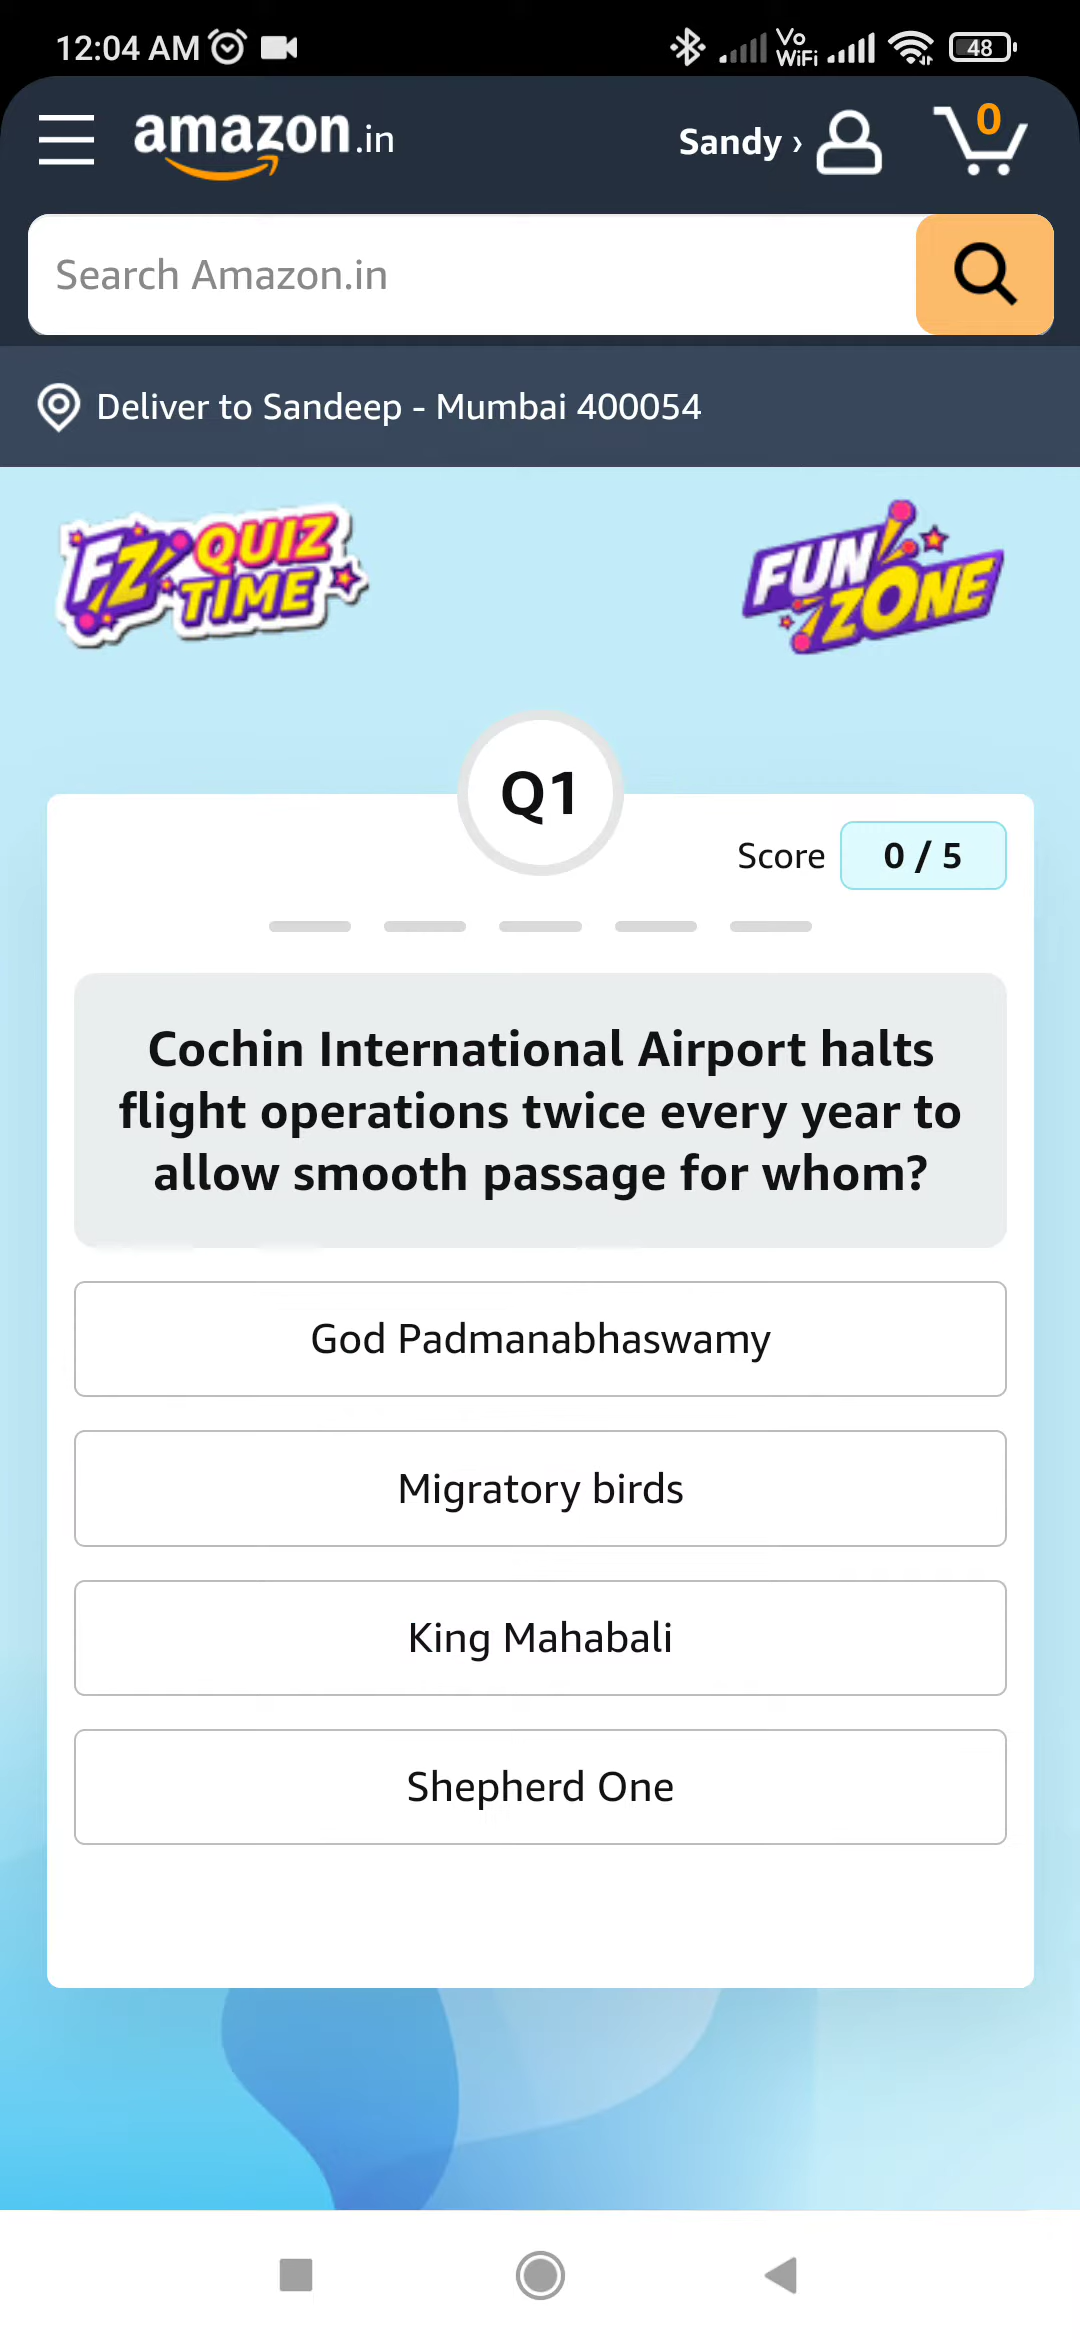 12:04 AM Vo WiFi 48
amazon.in Sandy › 0
Search Amazon.in
Deliver to Sandeep - Mumbai 400054
FZ QUIZ TIME
FUN ZONE
Q1
Score 0 / 5
Cochin International Airport halts
flight operations twice every year to
allow smooth passage for whom?
God Padmanabhaswamy
Migratory birds
King Mahabali
Shepherd One